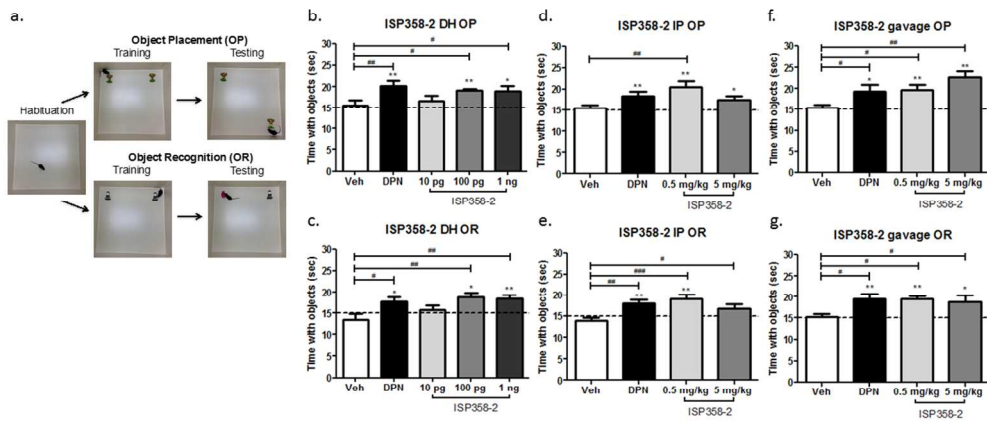 a.
Object Placement (OP)
Training
Testing
Habituation
Object Recognition (OR)
Training
Testing
b.
ISP358-2 DH OP
Time with objects (sec)
30
25
20
15
10
5
0
#
#
##
**
**
*
Veh
DPN
10 pg
100 pg
1 ng
ISP358-2
c.
ISP358-2 DH OR
Time with objects (sec)
30
25
20
15
10
5
0
##
##
#
*
*
**
Veh
DPN
10 pg
100 pg
1 ng
ISP358-2
d.
ISP358-2 IP OP
Time with objects (sec)
30
25
20
15
10
5
0
##
**
**
*
Veh
DPN
0.5 mg/kg
5 mg/kg
ISP358-2
e.
ISP358-2 IP OR
Time with objects (sec)
30
25
20
15
10
5
0
#
###
##
**
**
Veh
DPN
0.5 mg/kg
5 mg/kg
ISP358-2
f.
ISP358-2 gavage OP
Time with objects (sec)
30
25
20
15
10
5
0
##
#
#
*
**
**
Veh
DPN
0.5 mg/kg
5 mg/kg
ISP358-2
g.
ISP358-2 gavage OR
Time with objects (sec)
30
25
20
15
10
5
0
#
#
#
**
**
*
Veh
DPN
0.5 mg/kg
5 mg/kg
ISP358-2